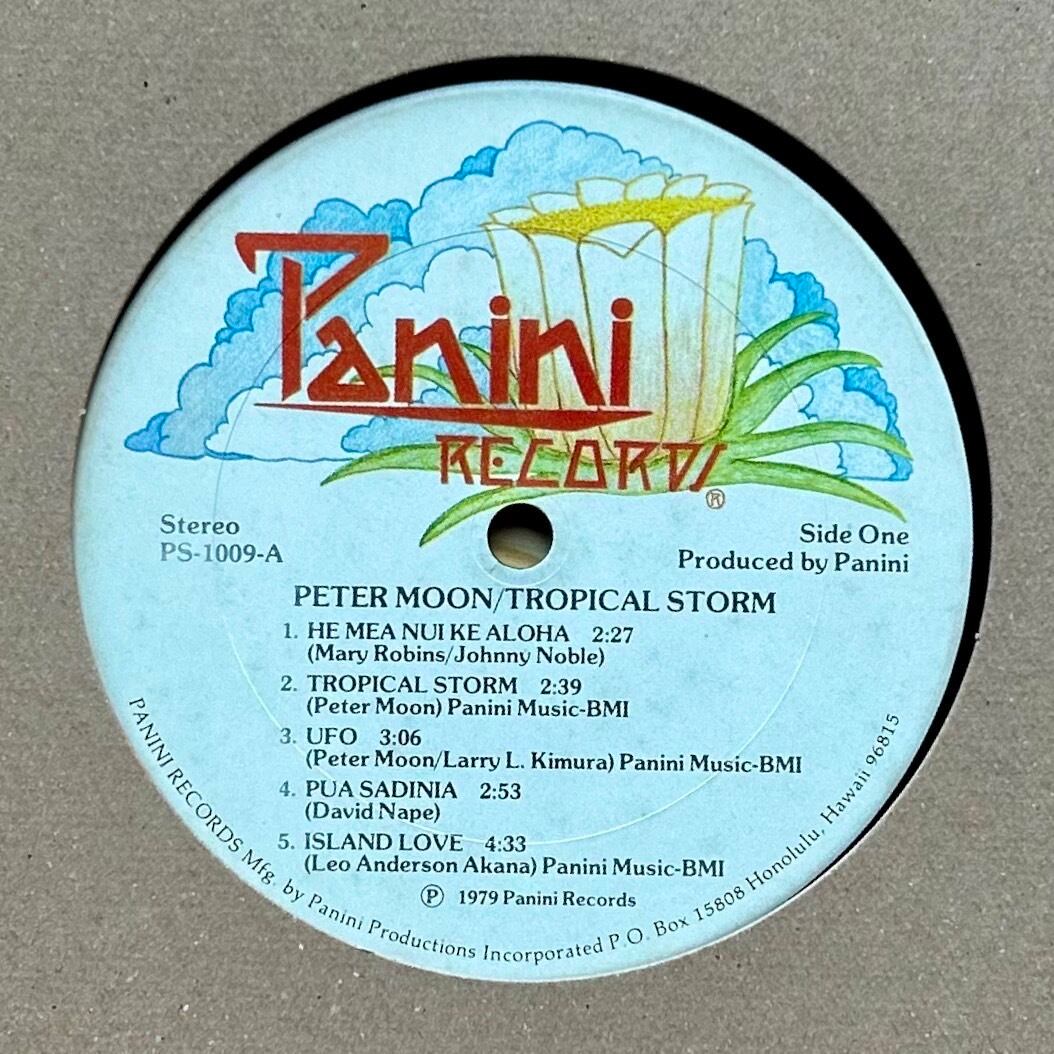 Panini
RECORDS
®
Stereo
PS-1009-A
Side One
Produced by Panini
PETER MOON/TROPICAL STORM
1. HE MEA NUI KE ALOHA 2:27
(Mary Robins/Johnny Noble)
2. TROPICAL STORM 2:39
(Peter Moon) Panini Music-BMI
3. UFO 3:06
(Peter Moon/Larry L. Kimura) Panini Music-BMI
4. PUA SADINIA 2:53
(David Nape)
5. ISLAND LOVE 4:33
(Leo Anderson Akana) Panini Music-BMI
℗ 1979 Panini Records
PANINI RECORDS Mfg. by Panini Productions Incorporated P.O. Box 15808 Honolulu, Hawaii 96815